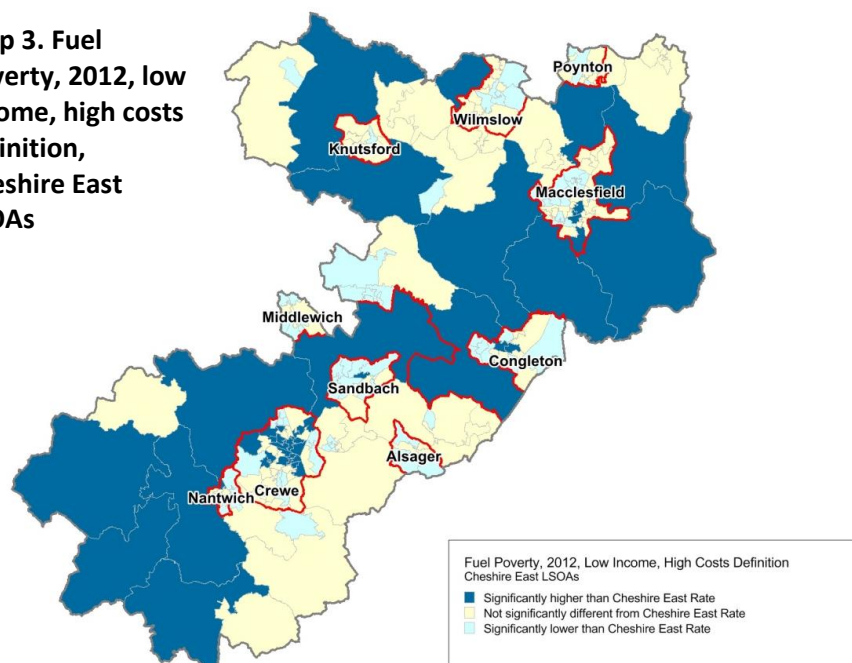 p 3. Fuel
verty, 2012, low
ome, high costs
inition,
eshire East
OAs
Poynton
Wilmslow
Knutsford
Macclesfield
Middlewich
Congleton
Sandbach
Alsager
Nantwich
Crewe
Fuel Poverty, 2012, Low Income, High Costs Definition
Cheshire East LSOAs
Significantly higher than Cheshire East Rate
Not significantly different from Cheshire East Rate
Significantly lower than Cheshire East Rate